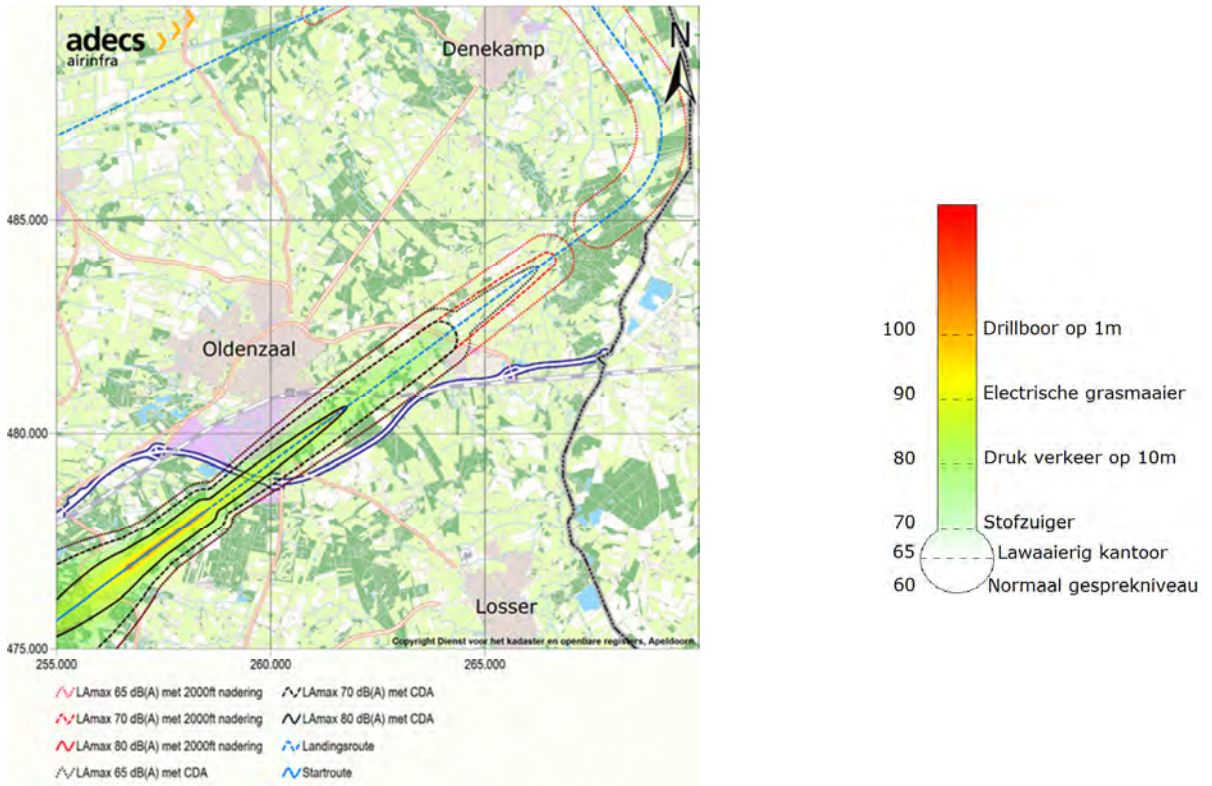 adecs
airinfra
Denekamp
N
485.000
Oldenzaal
480.000
Losser
Copyright Dienst voor het kadaster en openbare registers, Apeldoorn
475.000
255.000
260.000
265.000
LAmax 65 dB(A) met 2000ft nadering
LAmax 70 dB(A) met 2000ft nadering
LAmax 80 dB(A) met 2000ft nadering
LAmax 65 dB(A) met CDA
LAmax 70 dB(A) met CDA
LAmax 80 dB(A) met CDA
Landingsroute
Startroute
100 Drillboor op 1m
90 Electrische grasmaaier
80 Druk verkeer op 10m
70 Stofzuiger
65 Lawaaierig kantoor
60 Normaal gesprekniveau